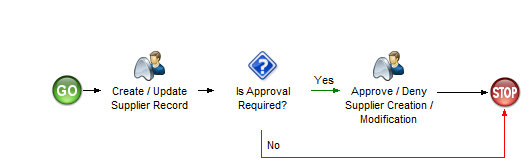 GO
Create / Update
Supplier Record
?
Is Approval
Required?
Yes
Approve / Deny
Supplier Creation /
Modification
STOP
No